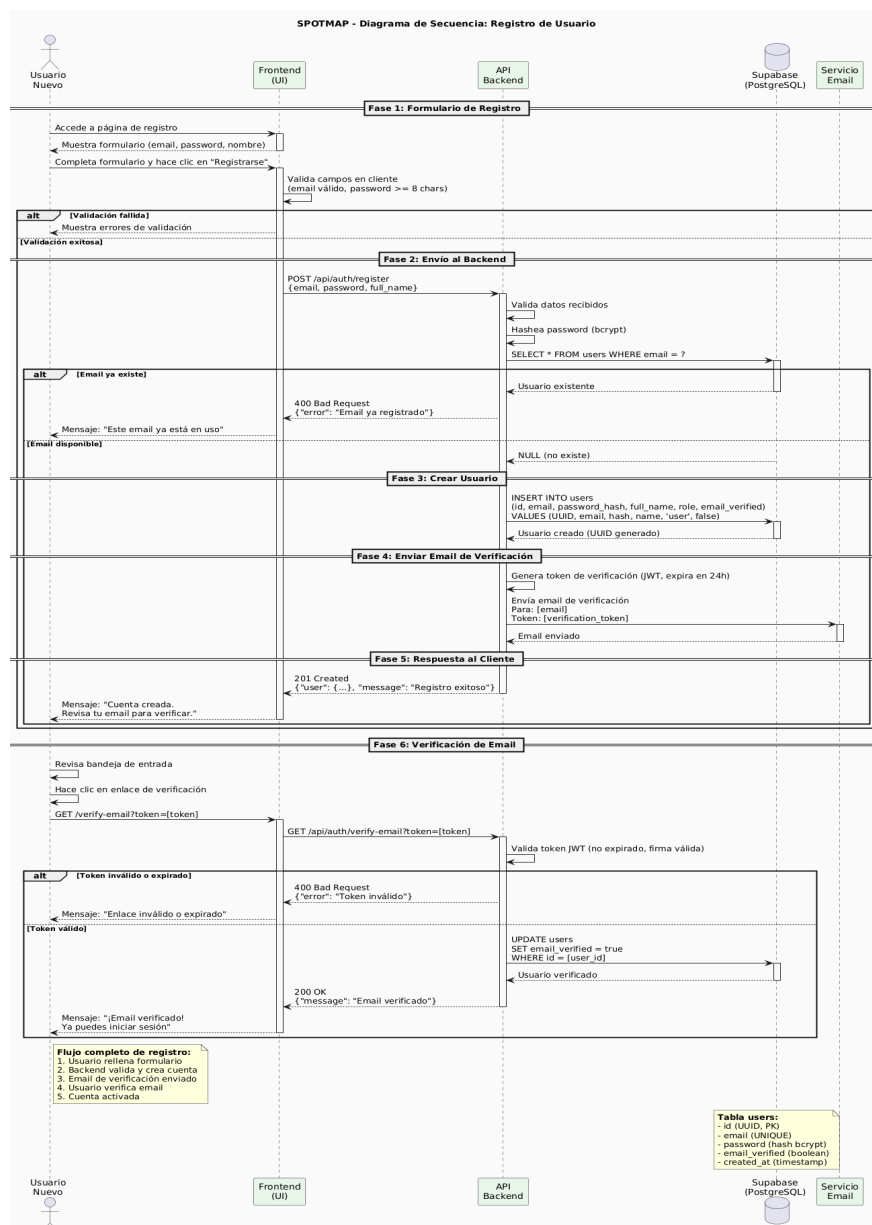 SPOTMAP - Diagrama de Secuencia: Registro de Usuario
Usuario
Nuevo
Frontend
(UI)
API
Backend
Supabase
(PostgreSQL)
Servicio
Email
Fase 1: Formulario de Registro
Accede a página de registro
Muestra formulario (email, password, nombre)
Completa formulario y hace clic en "Registrarse"
Valida campos en cliente
(email válido, password >= 8 chars)
alt
[Validación fallida]
Muestra errores de validación
[Validación exitosa]
Fase 2: Envío al Backend
POST /api/auth/register
{email, password, full_name}
Valida datos recibidos
Hashea password (bcrypt)
SELECT * FROM users WHERE email = ?
alt
[Email ya existe]
Usuario existente
400 Bad Request
{"error": "Email ya registrado"}
Mensaje: "Este email ya está en uso"
[Email disponible]
NULL (no existe)
Fase 3: Crear Usuario
INSERT INTO users
(id, email, password_hash, full_name, role, email_verified)
VALUES (UUID, email, hash, name, 'user', false)
Usuario creado (UUID generado)
Fase 4: Enviar Email de Verificación
Genera token de verificación (JWT, expira en 24h)
Envía email de verificación
Para: [email]
Token: [verification_token]
Email enviado
Fase 5: Respuesta al Cliente
201 Created
{"user": {...}, "message": "Registro exitoso"}
Mensaje: "Cuenta creada.
Revisa tu email para verificar."
Fase 6: Verificación de Email
Revisa bandeja de entrada
Hace clic en enlace de verificación
GET /verify-email?token=[token]
GET /api/auth/verify-email?token=[token]
Valida token JWT (no expirado, firma válida)
alt
[Token inválido o expirado]
400 Bad Request
{"error": "Token inválido"}
Mensaje: "Enlace inválido o expirado"
[Token válido]
UPDATE users
SET email_verified = true
WHERE id = [user_id]
Usuario verificado
200 OK
{"message": "Email verificado"}
Mensaje: "¡Email verificado!
Ya puedes iniciar sesión"
Flujo completo de registro:
1. Usuario rellena formulario
2. Backend valida y crea cuenta
3. Email de verificación enviado
4. Usuario verifica email
5. Cuenta activada
Tabla users:
- id (UUID, PK)
- email (UNIQUE)
- password (hash bcrypt)
- email_verified (boolean)
- created_at (timestamp)
Usuario
Nuevo
Frontend
(UI)
API
Backend
Supabase
(PostgreSQL)
Servicio
Email